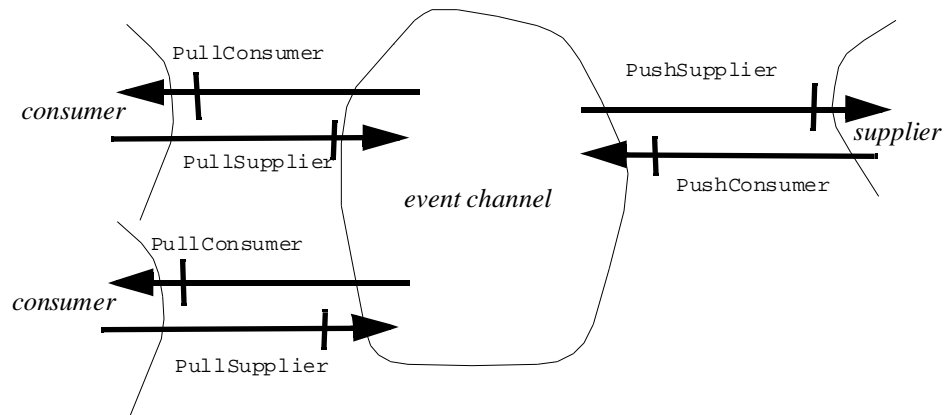 PullConsumer
consumer
PullSupplier
PushSupplier
supplier
PushConsumer
event channel
PullConsumer
consumer
PullSupplier